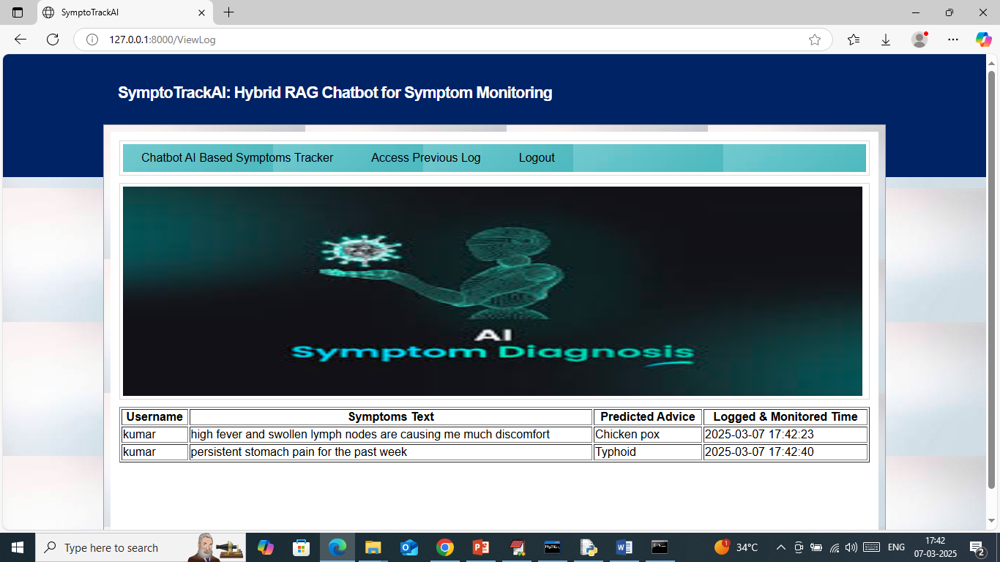 SymptoTrackAI
127.0.0.1:8000/ViewLog
SymptoTrackAI: Hybrid RAG Chatbot for Symptom Monitoring
Chatbot AI Based Symptoms Tracker Access Previous Log Logout
AI
Symptom Diagnosis
Username Symptoms Text Predicted Advice Logged & Monitored Time
kumar high fever and swollen lymph nodes are causing me much discomfort Chicken pox 2025-03-07 17:42:23
kumar persistent stomach pain for the past week Typhoid 2025-03-07 17:42:40
Type here to search 1 34°C ENG 17:42
07-03-2025 2